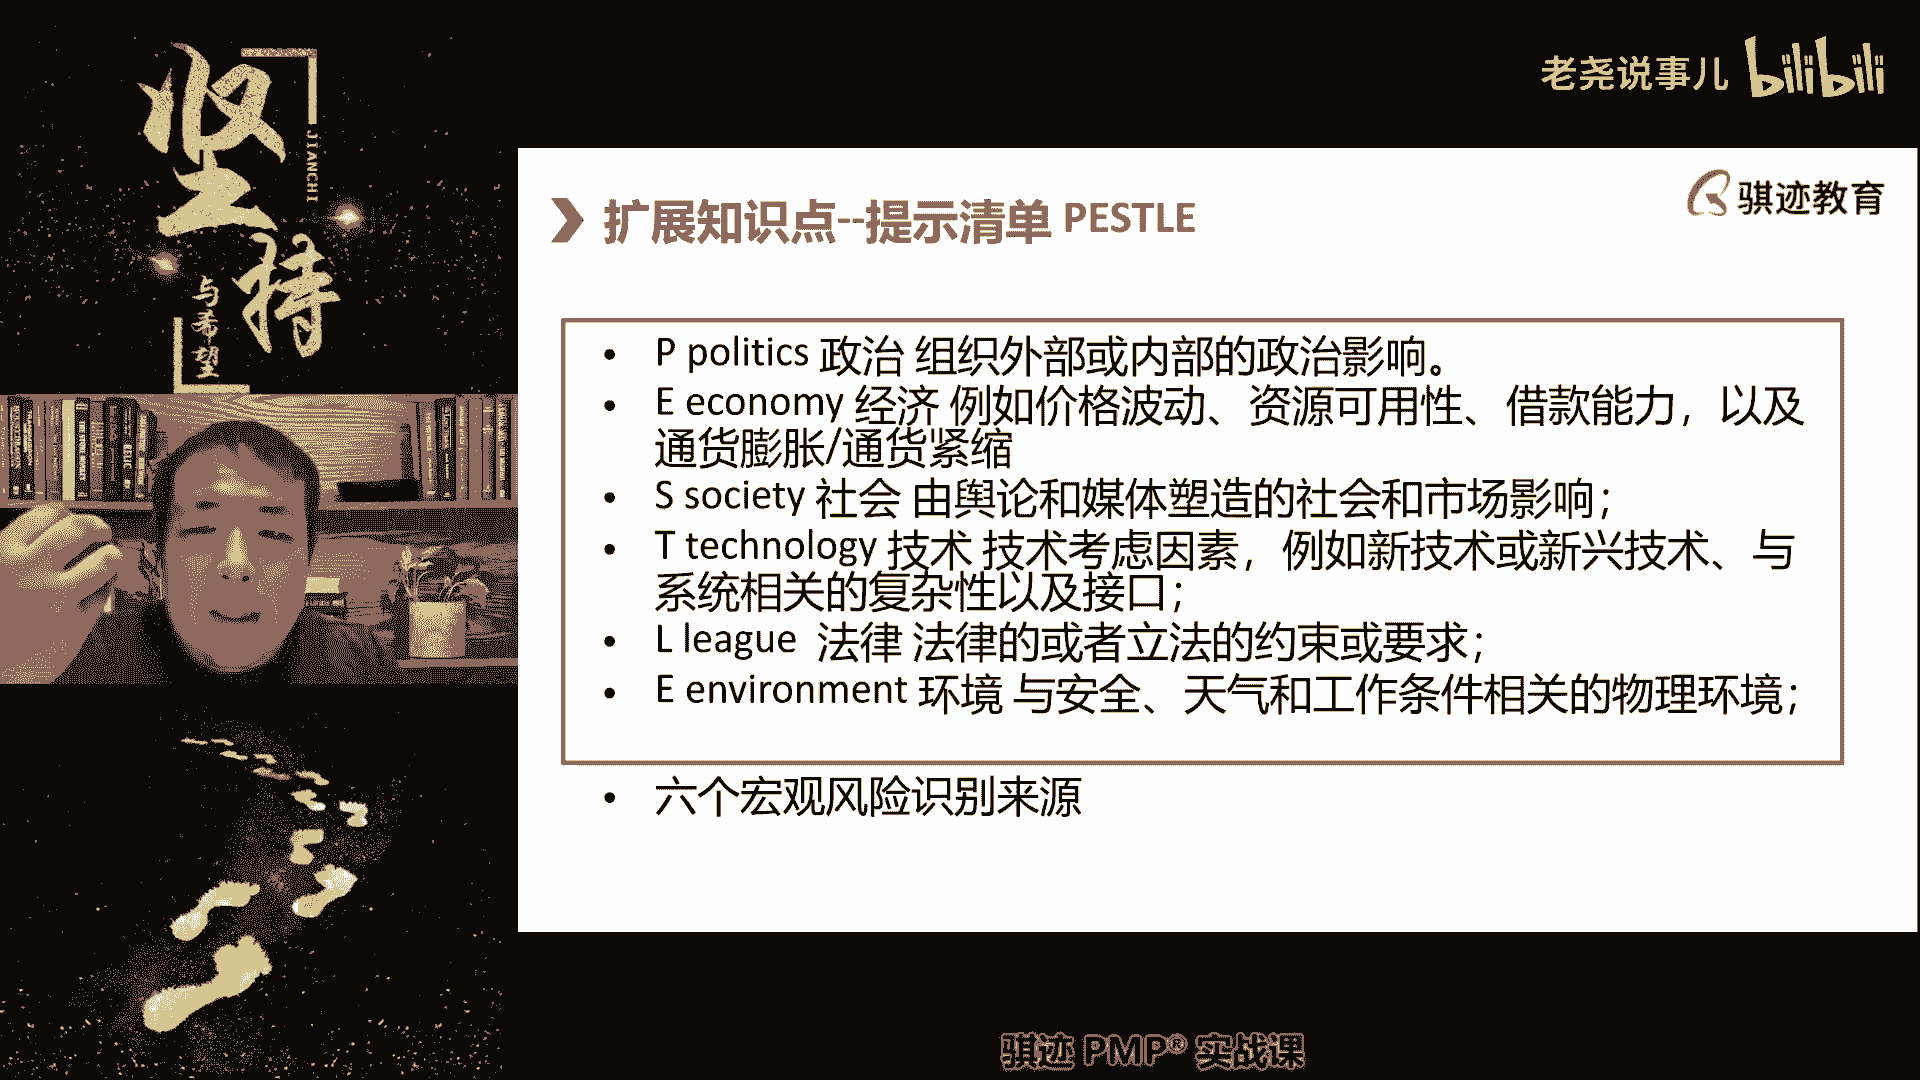 坚持
JIANCHI
与希望
老尧说事儿 bilibili
骐迹教育
扩展知识点--提示清单 PESTLE
• P politics 政治 组织外部或内部的政治影响。
• E economy 经济 例如价格波动、资源可用性、借款能力，以及
通货膨胀/通货紧缩
• S society 社会 由舆论和媒体塑造的社会和市场影响；
• T technology 技术 技术考虑因素，例如新技术或新兴技术、与
系统相关的复杂性以及接口；
• L league 法律 法律的或者立法的约束或要求；
• E environment 环境 与安全、天气和工作条件相关的物理环境；
• 六个宏观风险识别来源
骐迹 PMP® 实战课